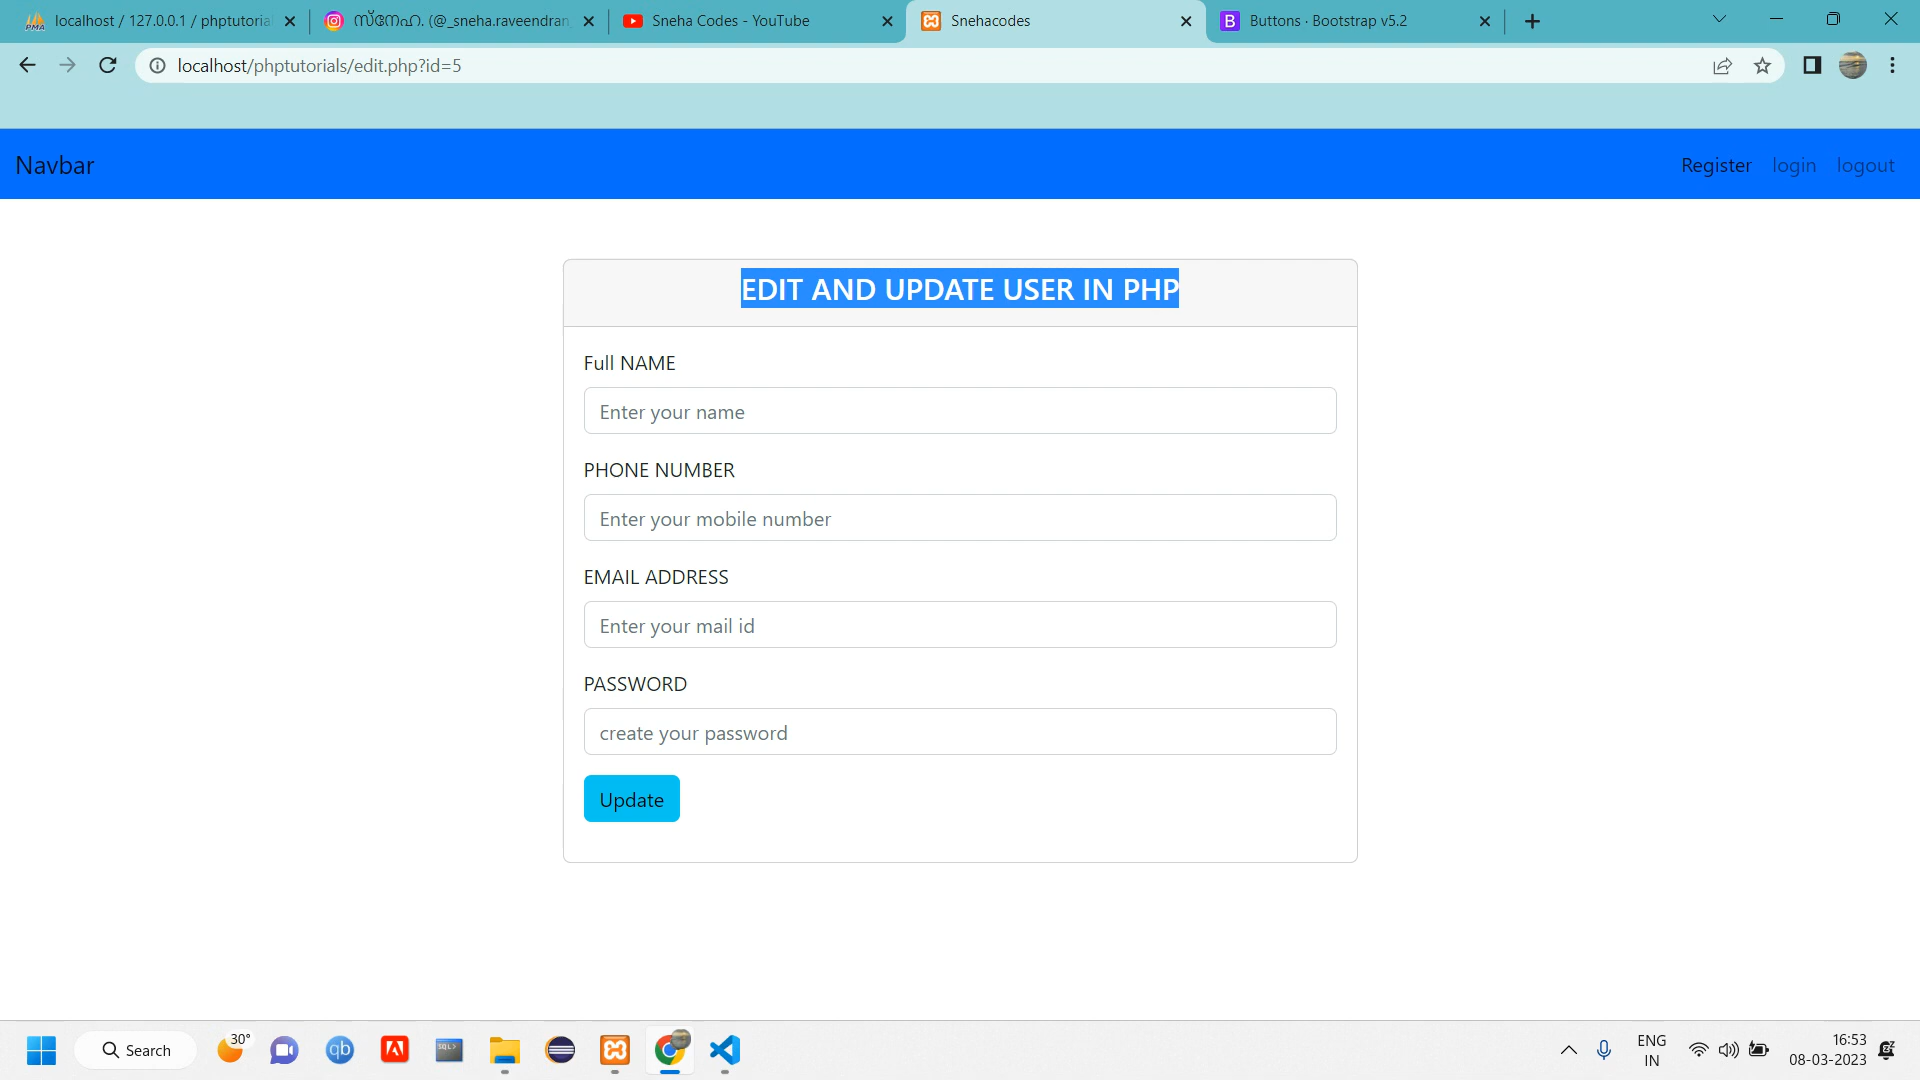 localhost / 127.0.0.1 / phptutorial
സ്നേഹ. (@_sneha.raveendran
Sneha Codes - YouTube
Snehacodes
Buttons · Bootstrap v5.2
localhost/phptutorials/edit.php?id=5
Navbar
Register login logout
EDIT AND UPDATE USER IN PHP
Full NAME
Enter your name
PHONE NUMBER
Enter your mobile number
EMAIL ADDRESS
Enter your mail id
PASSWORD
create your password
Update
Search
30°
qb
SQL>
ENG
IN
16:53
08-03-2023